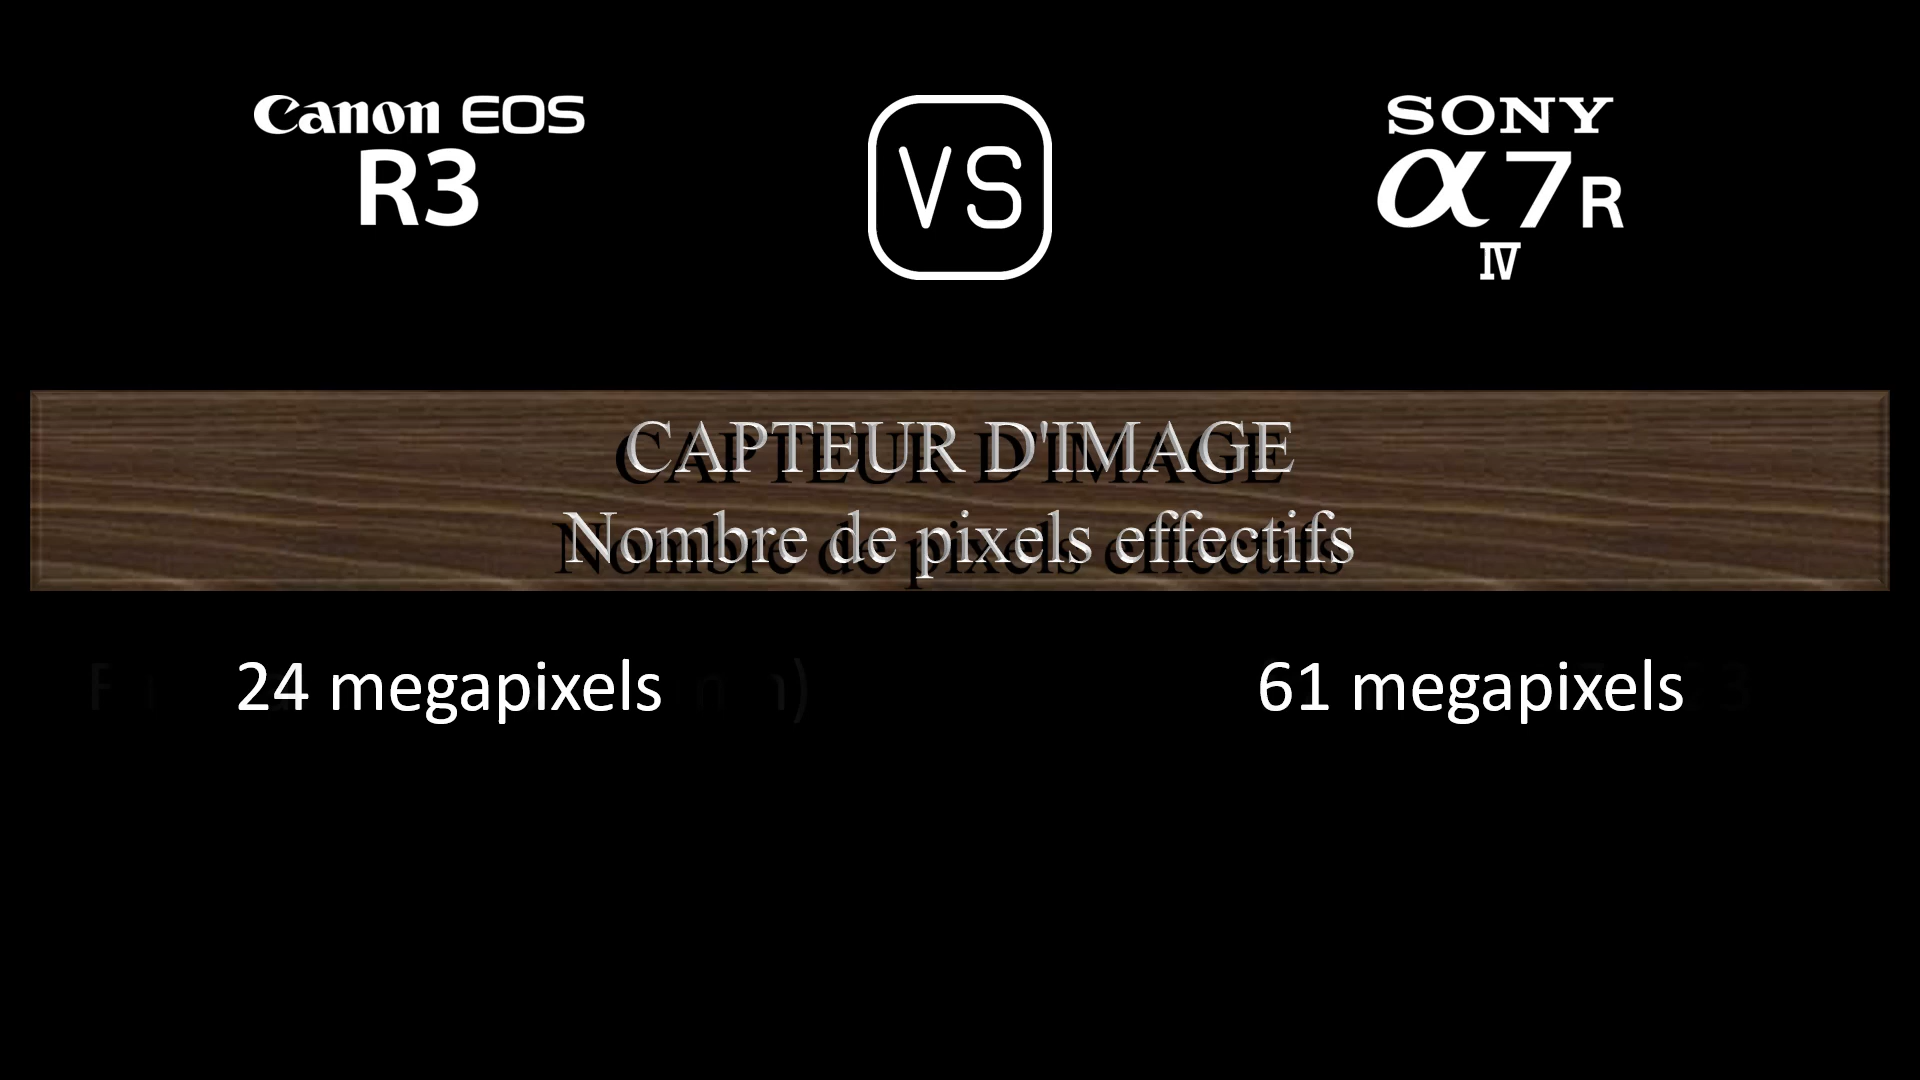 Canon EOS
R3
VS
SONY
α7R
IV
CAPTEUR D'IMAGE
Nombre de pixels effectifs
24 megapixels
61 megapixels